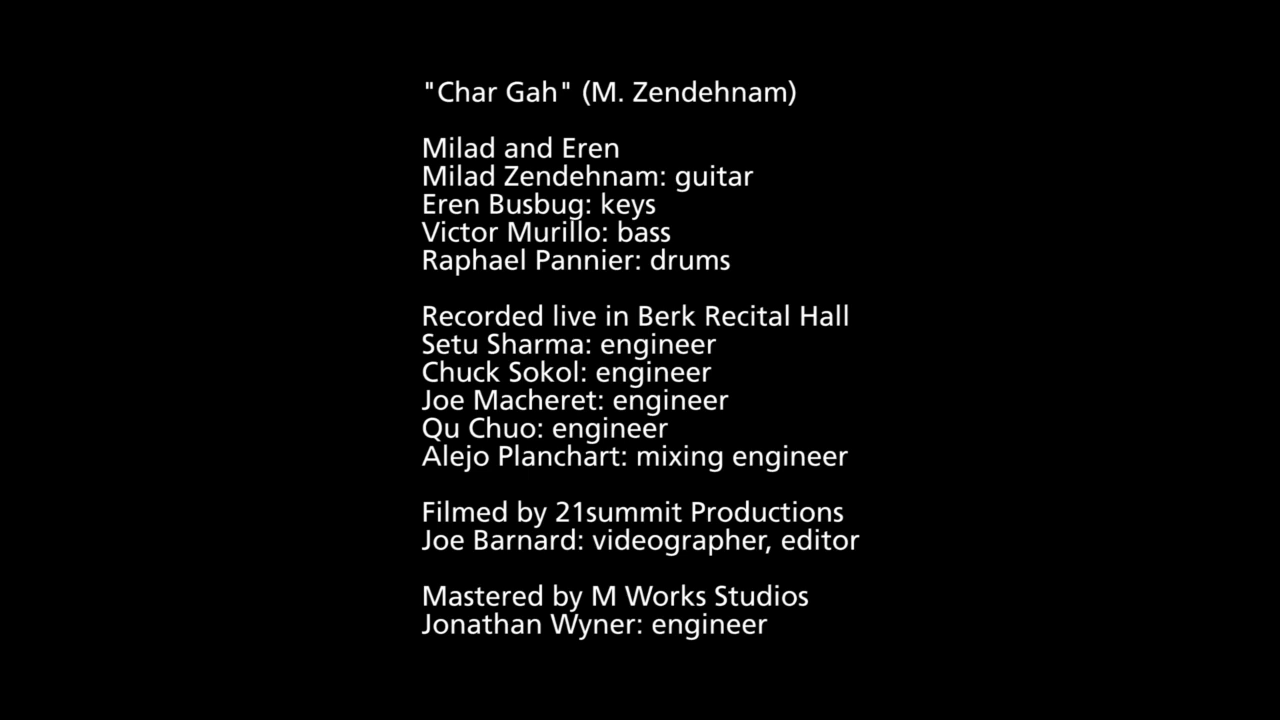 "Char Gah" (M. Zendehnam)
Milad and Eren
Milad Zendehnam: guitar
Eren Busbug: keys
Victor Murillo: bass
Raphael Pannier: drums
Recorded live in Berk Recital Hall
Setu Sharma: engineer
Chuck Sokol: engineer
Joe Macheret: engineer
Qu Chuo: engineer
Alejo Planchart: mixing engineer
Filmed by 21summit Productions
Joe Barnard: videographer, editor
Mastered by M Works Studios
Jonathan Wyner: engineer